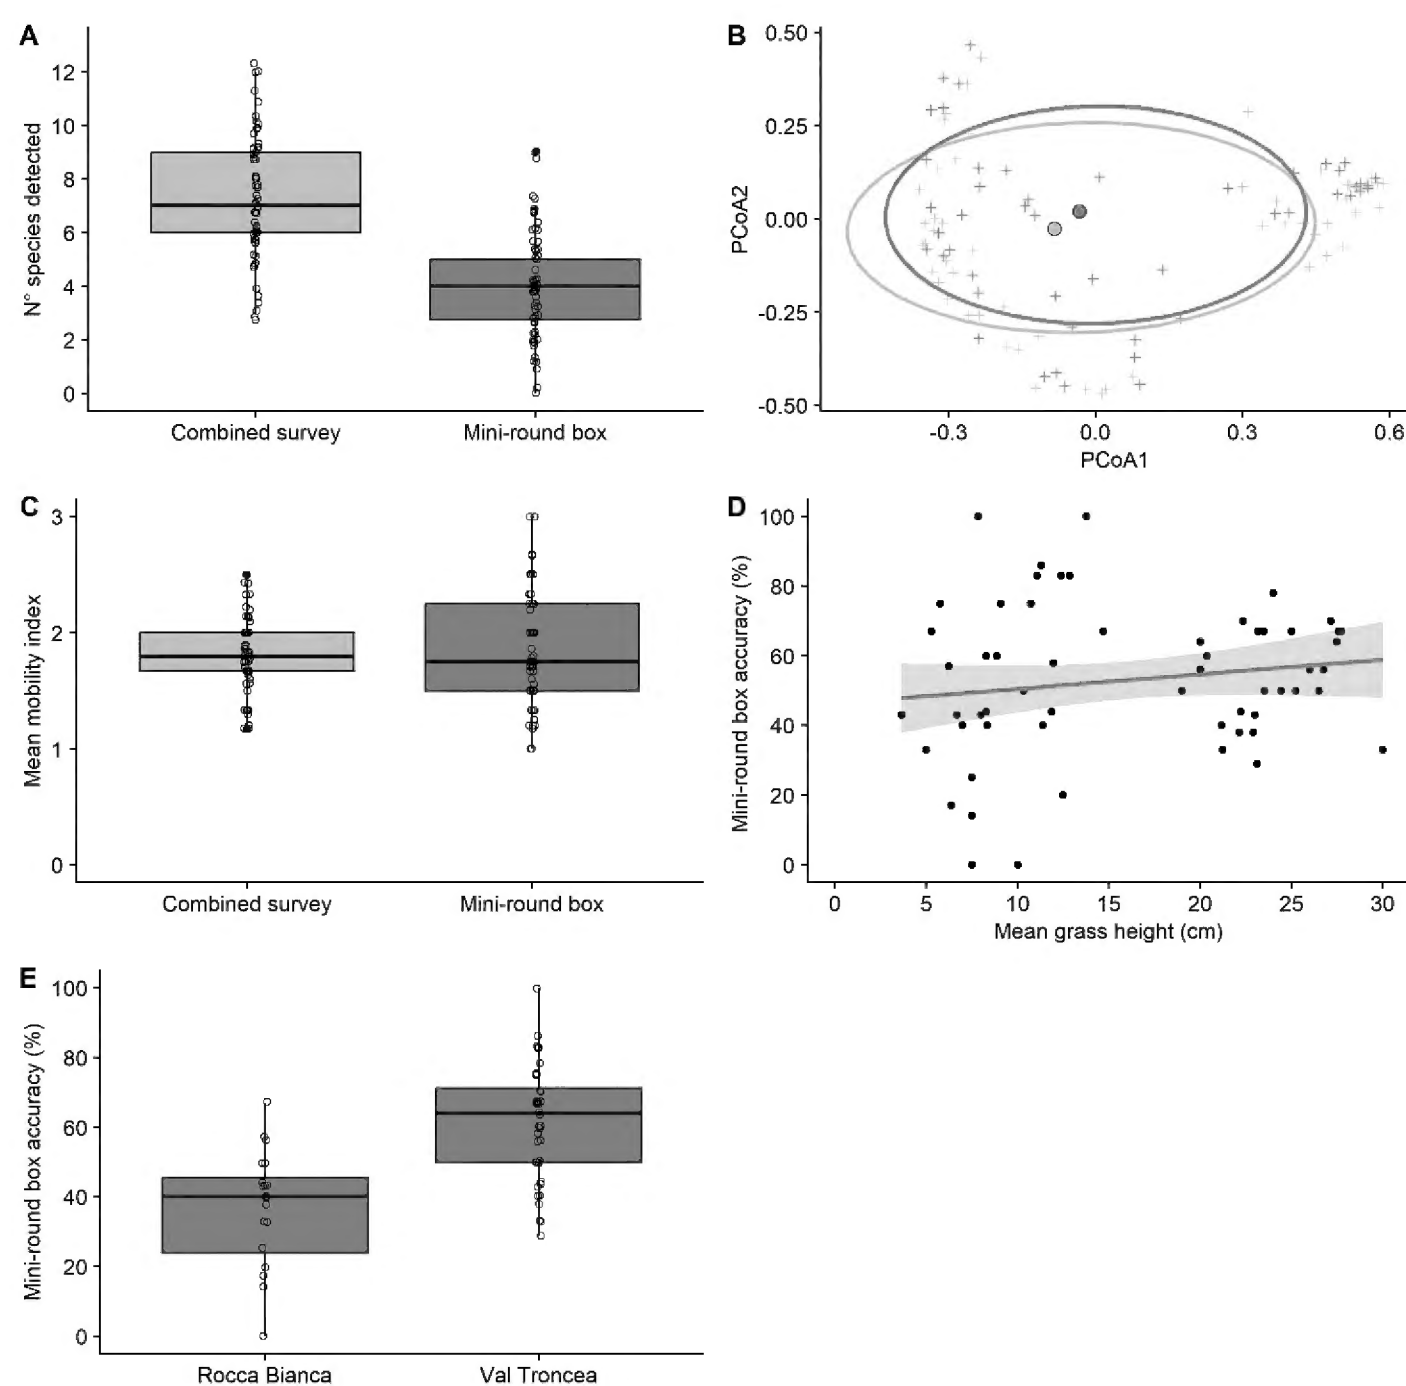 A
N° species detected
12
10
8
6
4
2
0
Combined survey
Mini-round box
B
PCoA2
0.50
0.25
0.00
-0.25
-0.50
-0.3
0.0
0.3
0.6
PCoA1
C
Mean mobility index
3
2
1
0
Combined survey
Mini-round box
D
Mini-round box accuracy (%)
100
80
60
40
20
0
0
5
10
15
20
25
30
Mean grass height (cm)
E
Mini-round box accuracy (%)
100
80
60
40
20
0
Rocca Bianca
Val Troncea